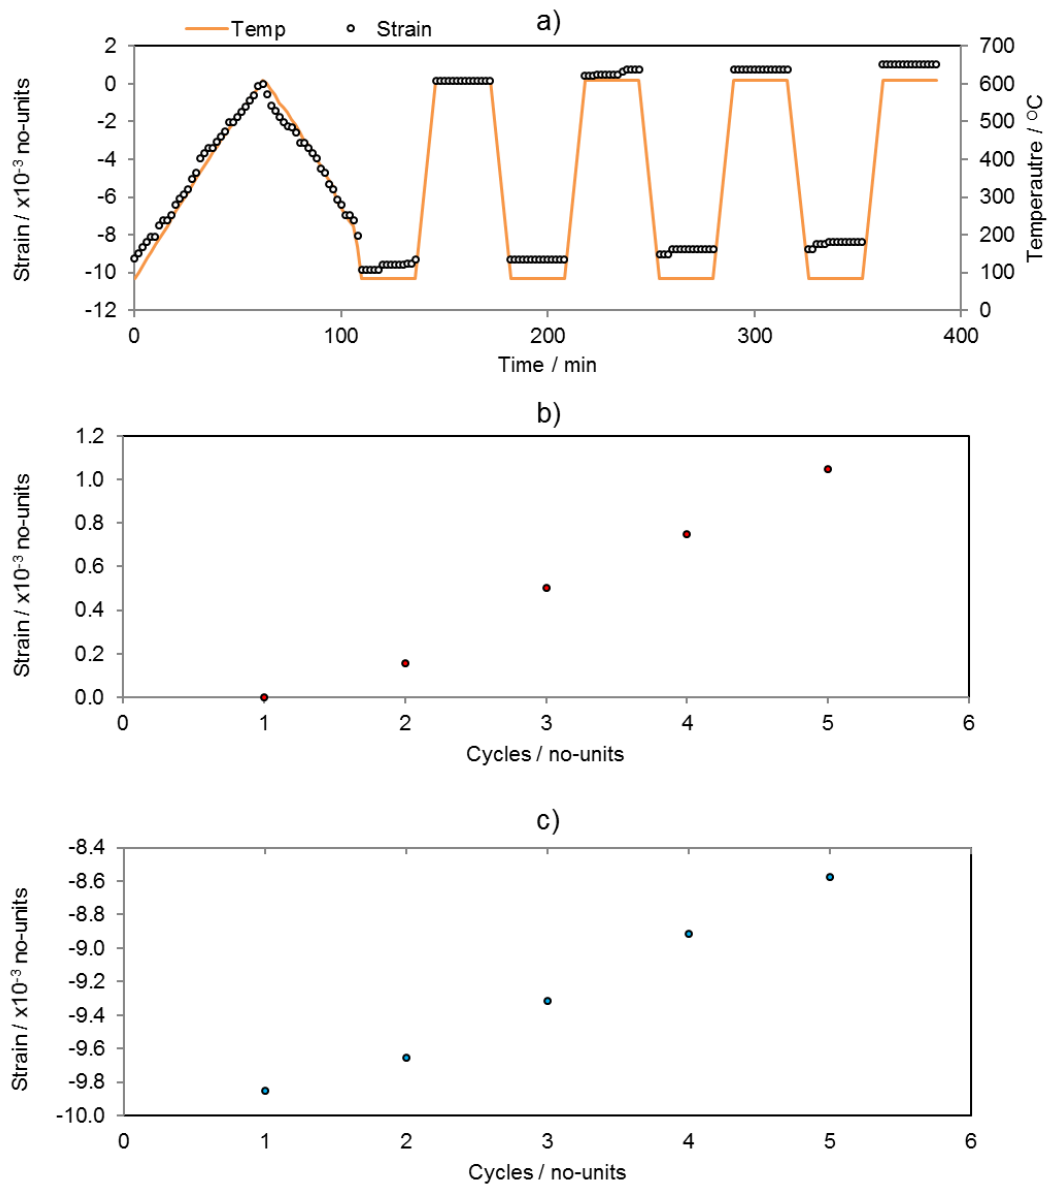 a)
Temp Strain
2 700
0 600
-2 500
-4 400
-6 300
-8 200
-10 100
-12 0
0 100 200 300 400
Time / min
Strain / x10⁻³ no-units
Temperautre / ᴼC
b)
1.2
1.0
0.8
0.6
0.4
0.2
0.0
0 1 2 3 4 5 6
Cycles / no-units
Strain / x10⁻³ no-units
c)
-8.4
-8.6
-8.8
-9.0
-9.2
-9.4
-9.6
-9.8
-10.0
0 1 2 3 4 5 6
Cycles / no-units
Strain / x10⁻³ no-units